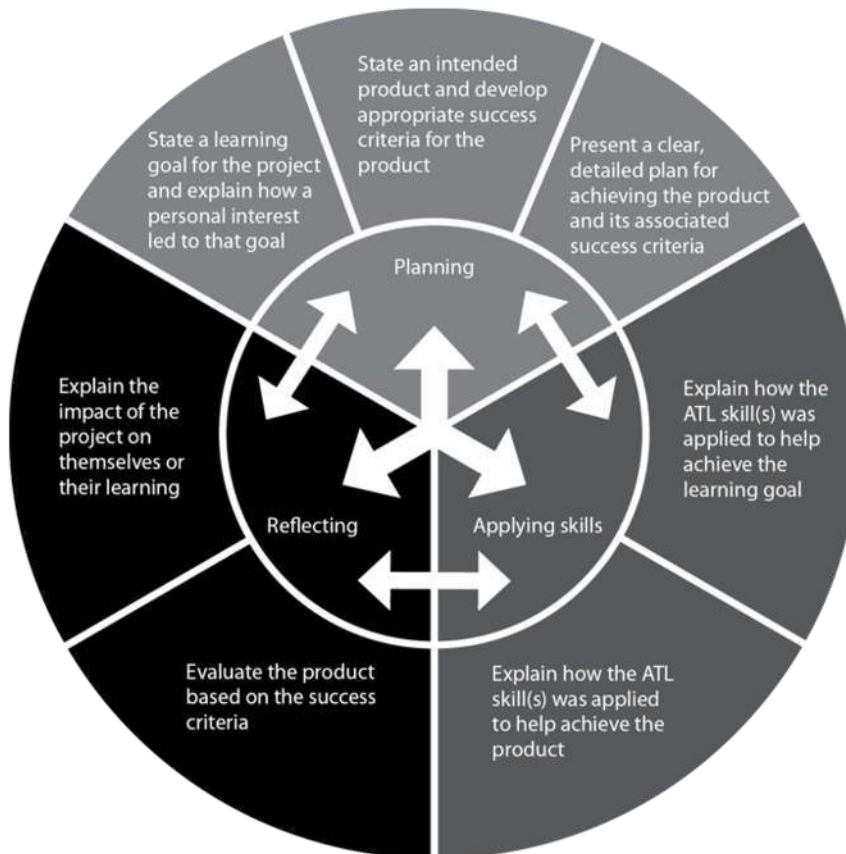 State an intended
product and develop
appropriate success
criteria for the
product
State a learning
goal for the project
and explain how a
personal interest
led to that goal
Present a clear,
detailed plan for
achieving the product
and its associated
success criteria
Planning
Explain the
impact of the
project on
themselves or
their learning
Explain how the
ATL skill(s) was
applied to help
achieve the
learning goal
Reflecting
Applying skills
Evaluate the product
based on the success
criteria
Explain how the ATL
skill(s) was applied
to help achieve the
product